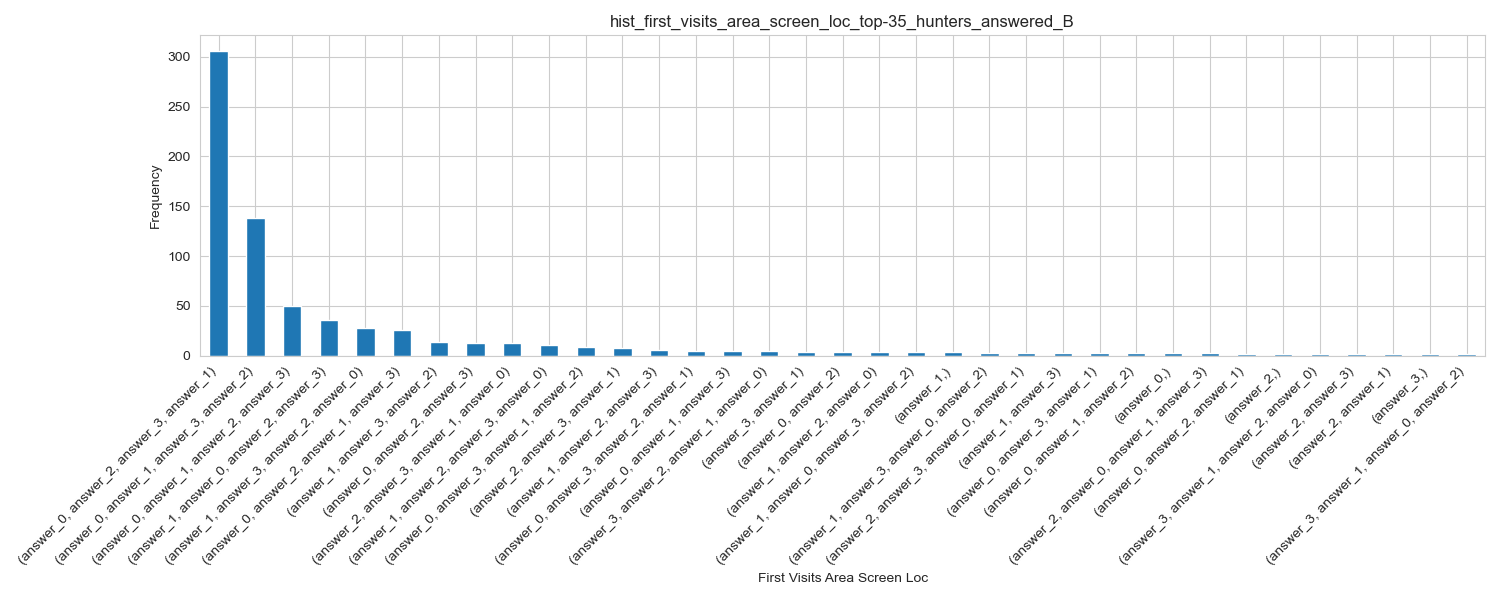 hist_first_visits_area_screen_loc_top-35_hunters_answered_B
300
250
200
150
100
50
0
Frequency
(answer_0, answer_2, answer_3, answer_1)
(answer_0, answer_1, answer_3, answer_2)
(answer_0, answer_1, answer_2, answer_3)
(answer_1, answer_0, answer_2, answer_3)
(answer_1, answer_3, answer_2, answer_0)
(answer_0, answer_2, answer_1, answer_3)
(answer_1, answer_3, answer_2)
(answer_0, answer_2, answer_3)
(answer_2, answer_3, answer_1, answer_0)
(answer_1, answer_2, answer_3, answer_0)
(answer_0, answer_3, answer_1, answer_2)
(answer_2, answer_3, answer_1)
(answer_1, answer_2, answer_3)
(answer_0, answer_3, answer_2, answer_1)
(answer_0, answer_1, answer_3)
(answer_3, answer_2, answer_1, answer_0)
(answer_3, answer_1)
(answer_0, answer_2)
(answer_1, answer_2, answer_0)
(answer_1, answer_0, answer_3, answer_2)
(answer_1,)
(answer_1, answer_3, answer_0, answer_2)
(answer_2, answer_3, answer_0, answer_1)
(answer_1, answer_3)
(answer_0, answer_3, answer_1)
(answer_0, answer_1, answer_2)
(answer_0,)
(answer_2, answer_0, answer_1, answer_3)
(answer_0, answer_2, answer_1)
(answer_2,)
(answer_3, answer_1, answer_2, answer_0)
(answer_2, answer_3)
(answer_2, answer_1)
(answer_3,)
(answer_3, answer_1, answer_0, answer_2)
First Visits Area Screen Loc